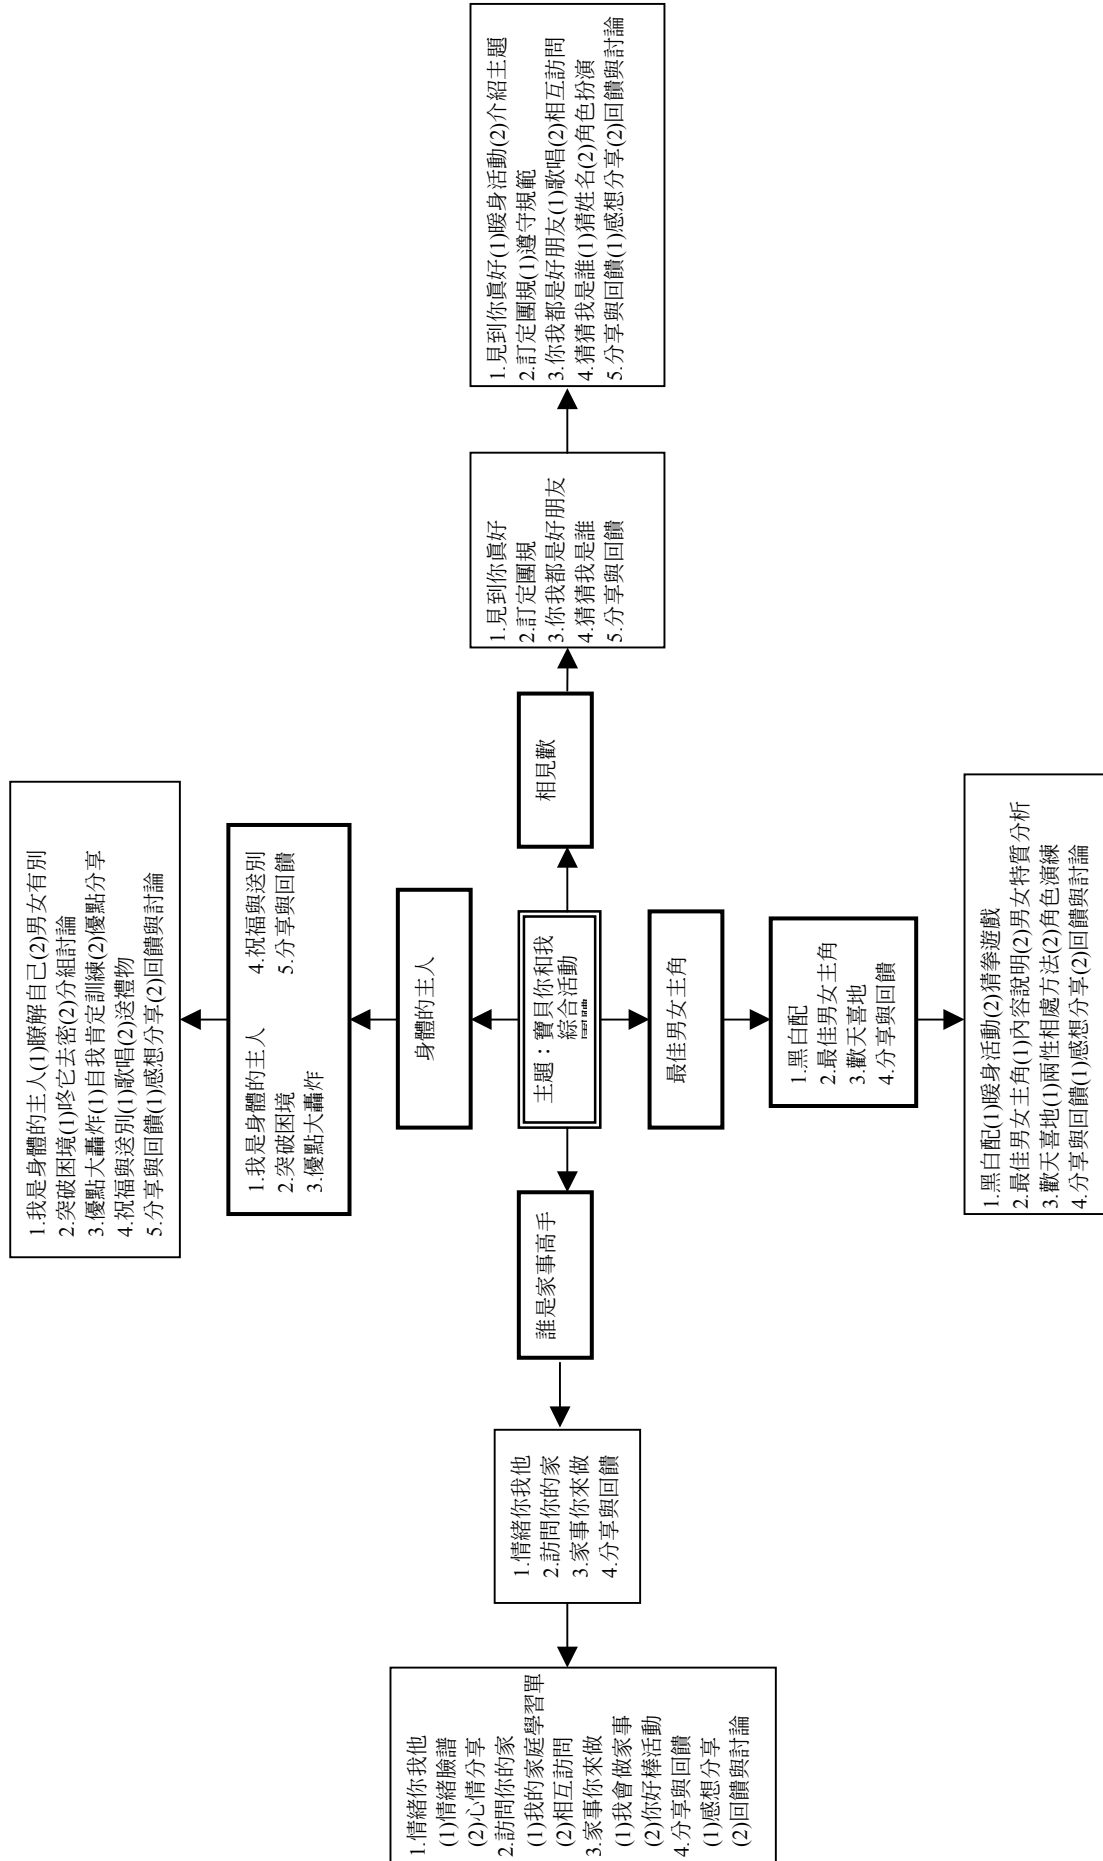 1.我是身體的主人(1)瞭解自己(2)男女有別
2.突破困境(1)咚它去密(2)分組討論
3.優點大轟炸(1)自我肯定訓練(2)優點分享
4.祝福與送別(1)歌唱(2)送禮物
5.分享與回饋(1)感想分享(2)回饋與討論
1.我是身體的主人 4.祝福與送別
2.突破困境 5.分享與回饋
3.優點大轟炸
身體的主人
1.情緒你我他
(1)情緒臉譜
(2)心情分享
2.訪問你的家
(1)我的家庭學習單
(2)相互訪問
3.家事你來做
(1)我會做家事
(2)你好棒活動
4.分享與回饋
(1)感想分享
(2)回饋與討論
1.情緒你我他
2.訪問你的家
3.家事你來做
4.分享與回饋
誰是家事高手
主題：寶貝你和我
綜合活動
相見歡
1.見到你真好
2.訂定團規
3.你我都是好朋友
4.猜猜我是誰
5.分享與回饋
1.見到你真好(1)暖身活動(2)介紹主題
2.訂定團規(1)遵守規範
3.你我都是好朋友(1)歌唱(2)相互訪問
4.猜猜我是誰(1)猜姓名(2)角色扮演
5.分享與回饋(1)感想分享(2)回饋與討論
最佳男女主角
1.黑白配
2.最佳男女主角
3.歡天喜地
4.分享與回饋
1.黑白配(1)暖身活動(2)猜拳遊戲
2.最佳男女主角(1)內容說明(2)男女特質分析
3.歡天喜地(1)兩性相處方法(2)角色演練
4.分享與回饋(1)感想分享(2)回饋與討論